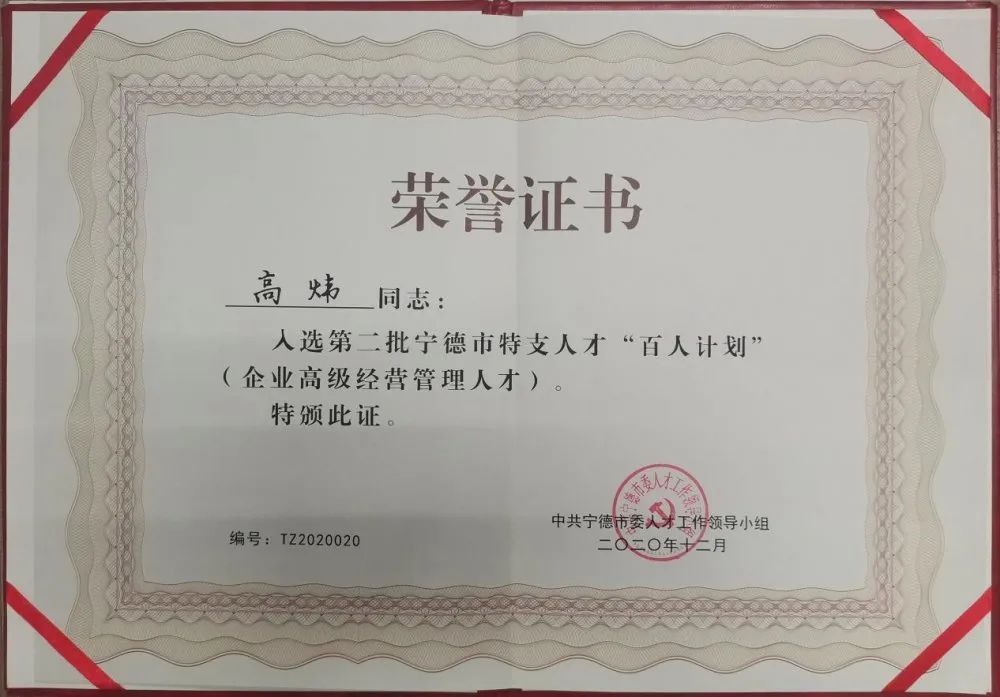 荣誉证书
高炜 同志：
入选第二批宁德市特支人才“百人计划”
（企业高级经营管理人才）。
特颁此证。
中共宁德市委人才工作领导小组
编号：TZ2020020
二〇二〇年十二月